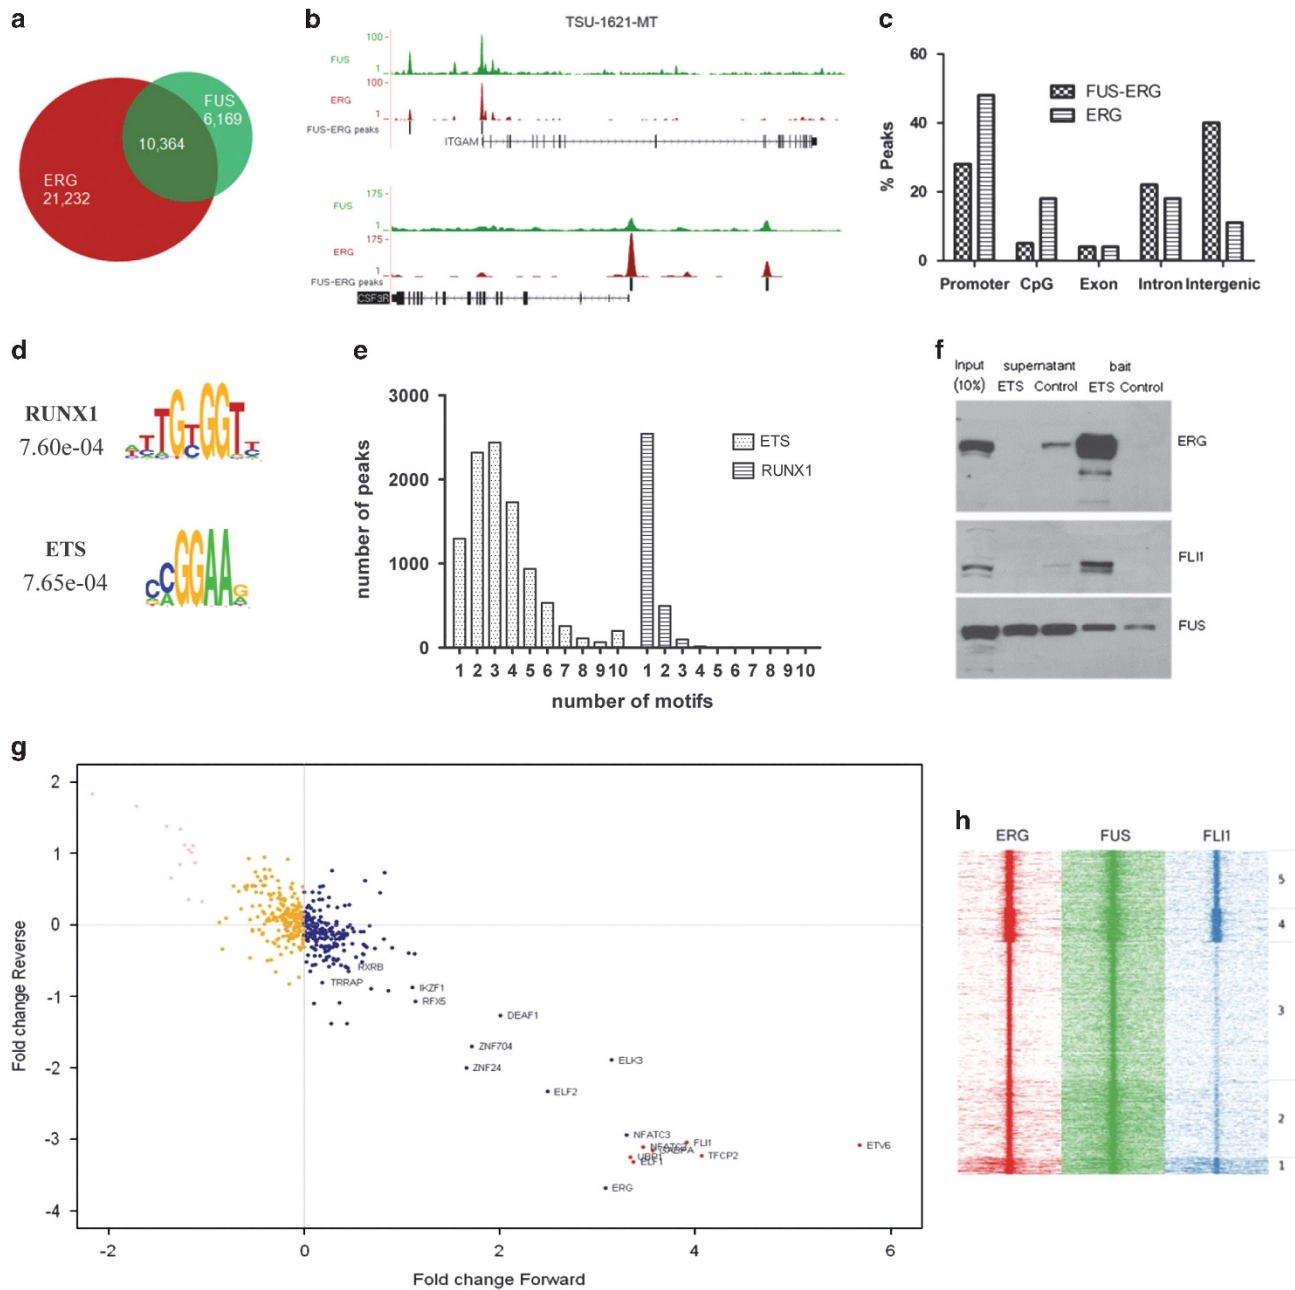 a
FUS
6,169
10,364
ERG
21,232
b
TSU-1621-MT
100
FUS
1
100
ERG
1
FUS-ERG peaks
ITGAM
175
FUS
1
175
ERG
1
FUS-ERG peaks
CSF3R
c
60
40
20
0
% Peaks
FUS-ERG
ERG
Promoter CpG Exon Intron Intergenic
d
RUNX1
7.60e-04
ETS
7.65e-04
e
3000
2000
1000
0
number of peaks
ETS
RUNX1
1 2 3 4 5 6 7 8 9 10 1 2 3 4 5 6 7 8 9 10
number of motifs
f
Input supernatant bait
(10%) ETS Control ETS Control
ERG
FLI1
FUS
g
2
1
0
-1
-2
-3
-4
Fold change Reverse
RXRB
TRRAP
IKZF1
RFX5
DEAF1
ZNF704
ZNF24
ELK3
ELF2
NFATC3
FLI1
TFCP2
UBP1
ELF1
ETV6
ERG
-2 0 2 4 6
Fold change Forward
h
ERG FUS FLI1
5
4
3
2
1